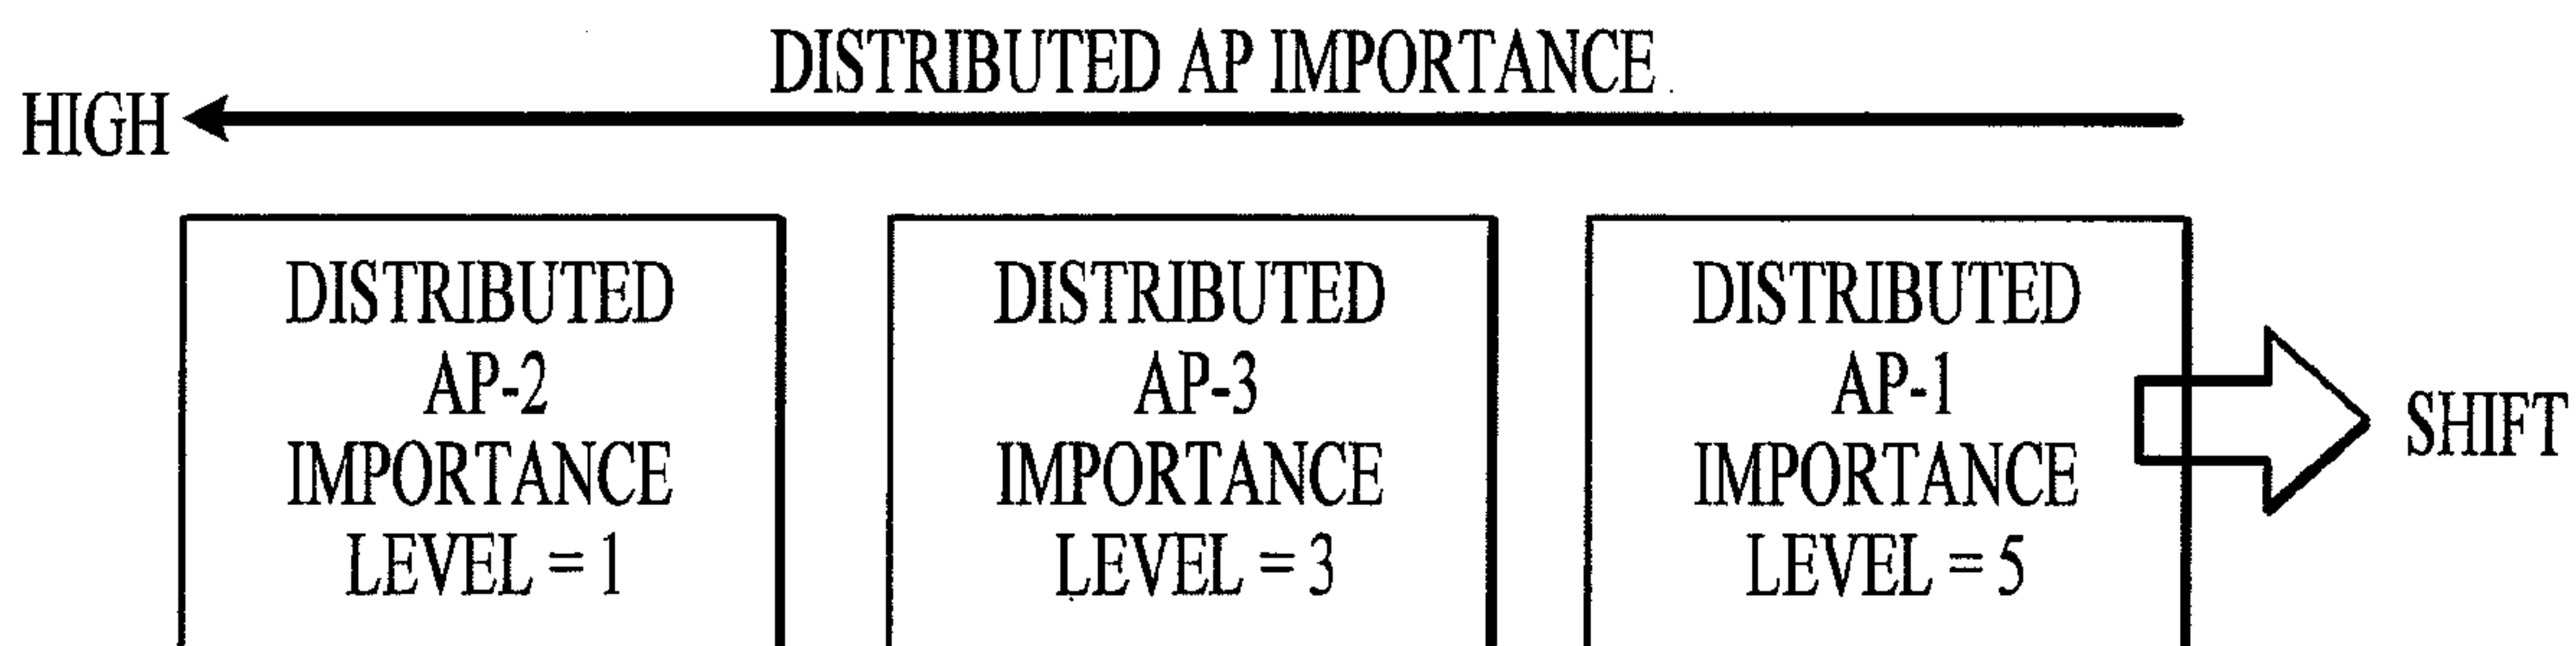 DISTRIBUTED AP IMPORTANCE
HIGH
DISTRIBUTED
AP-2
IMPORTANCE
LEVEL = 1
DISTRIBUTED
AP-3
IMPORTANCE
LEVEL = 3
DISTRIBUTED
AP-1
IMPORTANCE
LEVEL = 5
SHIFT